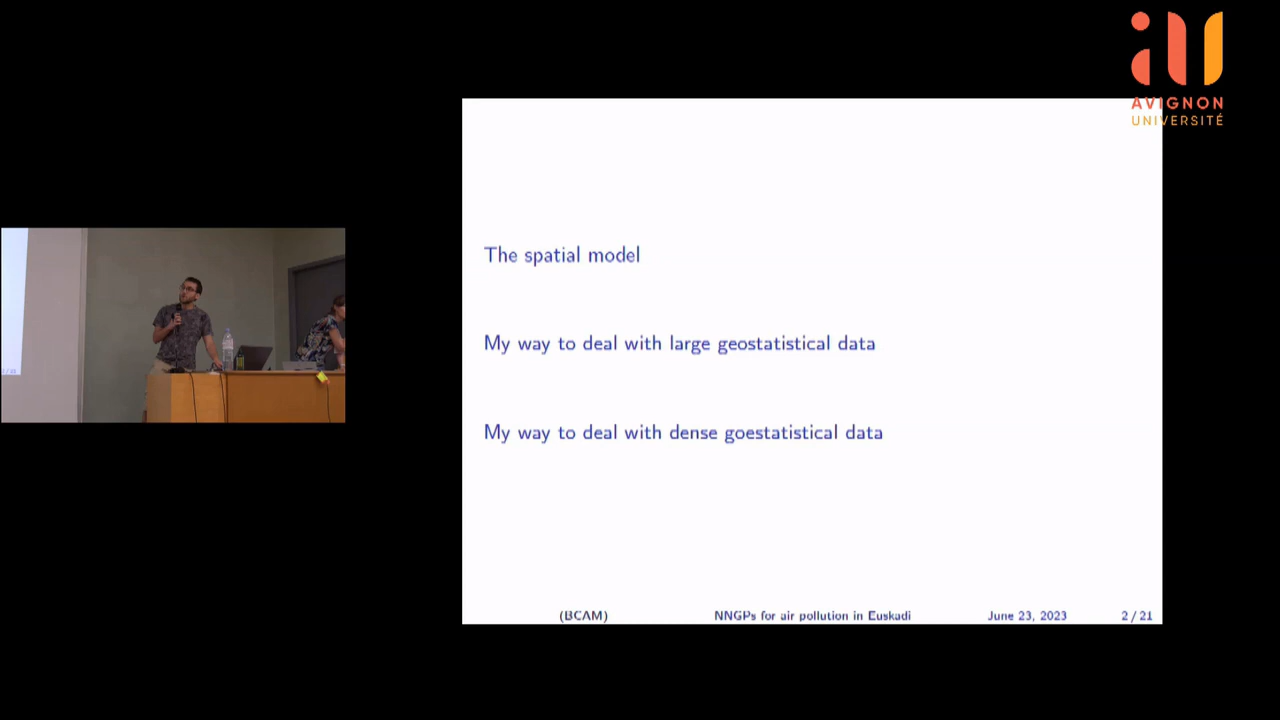 AVIGNON
UNIVERSITÉ
The spatial model
My way to deal with large geostatistical data
My way to deal with dense goestatistical data
(BCAM) NNGPs for air pollution in Euskadi June 23, 2023 2 / 21